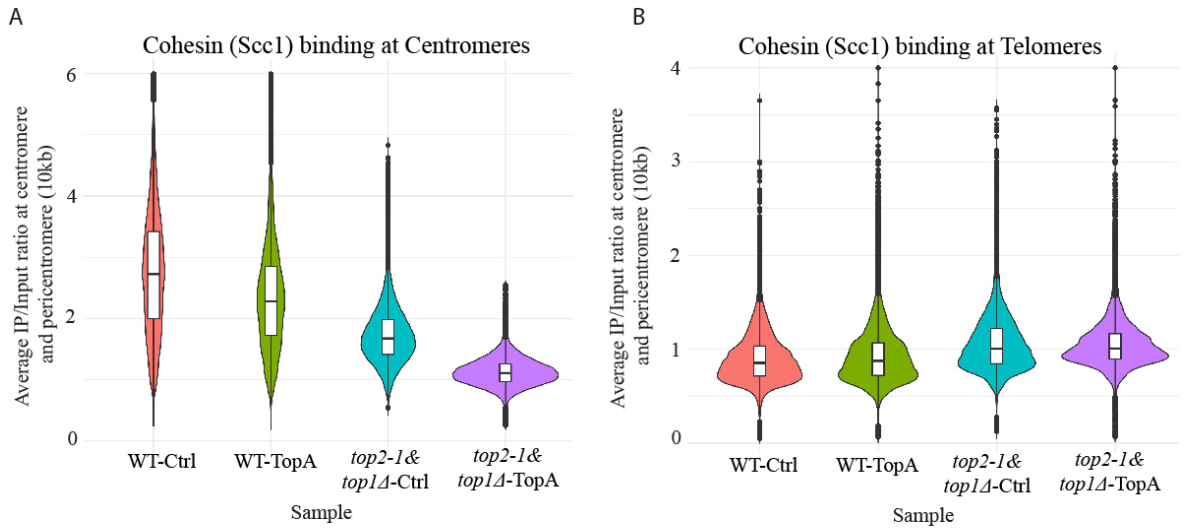 A
Cohesin (Scc1) binding at Centromeres
Average IP/Input ratio at centromere
and pericentromere (10kb)
6
4
2
0
WT-Ctrl
WT-TopA
top2-1&
top1Δ-Ctrl
top2-1&
top1Δ-TopA
Sample
B
Cohesin (Scc1) binding at Telomeres
Average IP/Input ratio at centromere
and pericentromere (10kb)
4
3
2
1
0
WT-Ctrl
WT-TopA
top2-1&
top1Δ-Ctrl
top2-1&
top1Δ-TopA
Sample